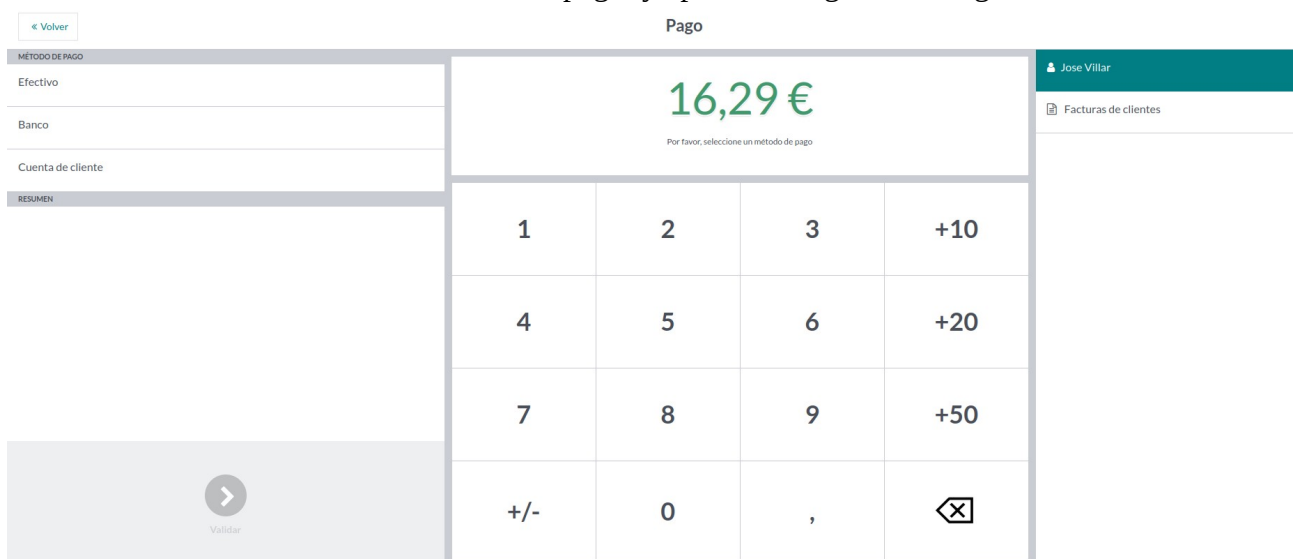 « Volver
Pago
MÉTODO DE PAGO
Efectivo
Banco
Cuenta de cliente
RESUMEN
Validar
16,29 €
Por favor, seleccione un método de pago
1 2 3 +10
4 5 6 +20
7 8 9 +50
+/- 0 ,
Jose Villar
Facturas de clientes